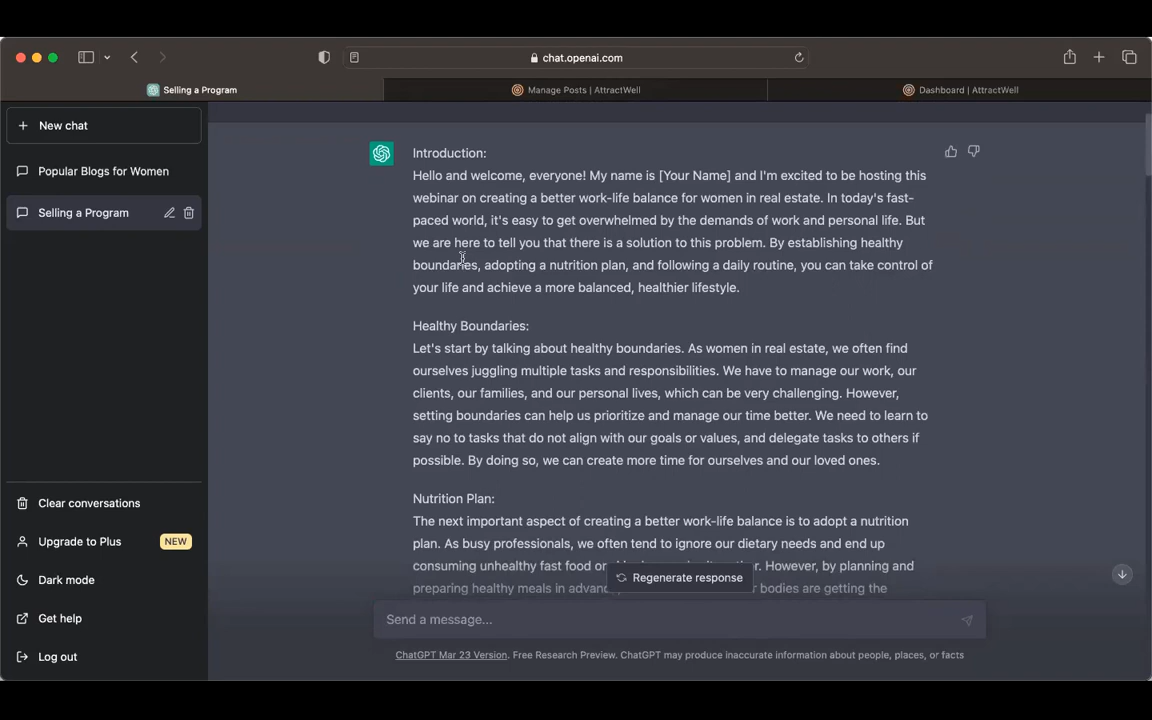 chat.openai.com
Selling a Program
Manage Posts | AttractWell
Dashboard | AttractWell
New chat
Popular Blogs for Women
Selling a Program
Clear conversations
Upgrade to Plus NEW
Dark mode
Get help
Log out
Introduction:
Hello and welcome, everyone! My name is [Your Name] and I'm excited to be hosting this
webinar on creating a better work-life balance for women in real estate. In today's fast-
paced world, it's easy to get overwhelmed by the demands of work and personal life. But
we are here to tell you that there is a solution to this problem. By establishing healthy
boundaries, adopting a nutrition plan, and following a daily routine, you can take control of
your life and achieve a more balanced, healthier lifestyle.
Healthy Boundaries:
Let's start by talking about healthy boundaries. As women in real estate, we often find
ourselves juggling multiple tasks and responsibilities. We have to manage our work, our
clients, our families, and our personal lives, which can be very challenging. However,
setting boundaries can help us prioritize and manage our time better. We need to learn to
say no to tasks that do not align with our goals or values, and delegate tasks to others if
possible. By doing so, we can create more time for ourselves and our loved ones.
Nutrition Plan:
The next important aspect of creating a better work-life balance is to adopt a nutrition
plan. As busy professionals, we often tend to ignore our dietary needs and end up
consuming unhealthy fast food However, by planning and
preparing healthy meals in bodies are getting the
Regenerate response
Send a message...
ChatGPT Mar 23 Version. Free Research Preview. ChatGPT may produce inaccurate information about people, places, or facts